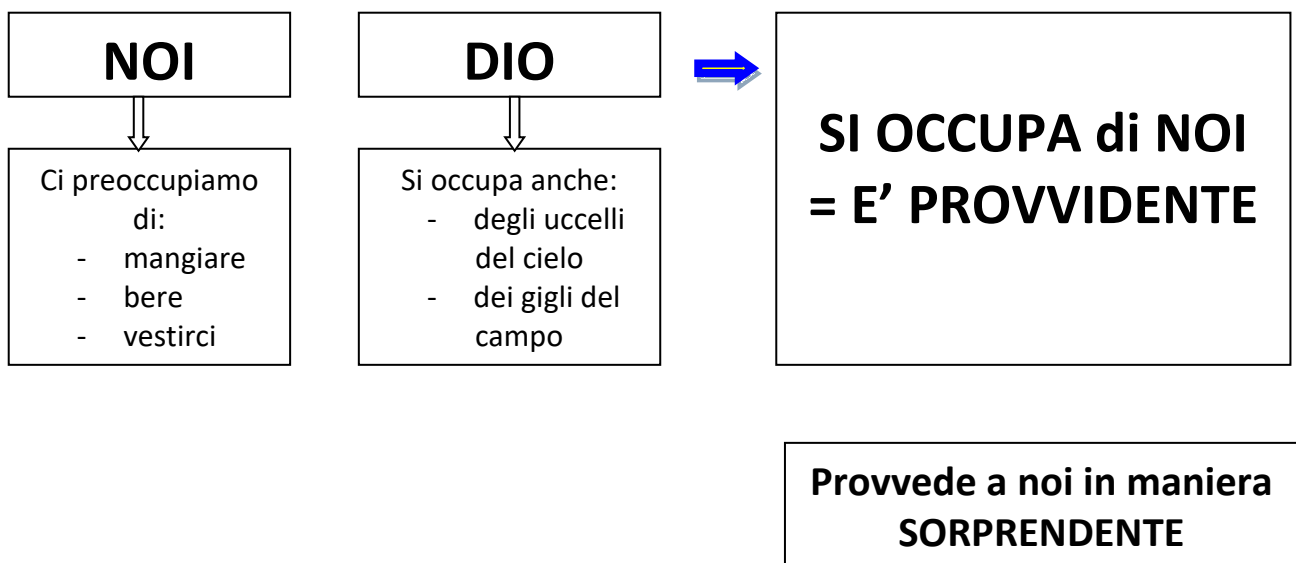 NOI
Ci preoccupiamo
di:
- mangiare
- bere
- vestirci
DIO
Si occupa anche:
- degli uccelli
del cielo
- dei gigli del
campo
SI OCCUPA di NOI
= E’ PROVVIDENTE
Provvede a noi in maniera
SORPRENDENTE